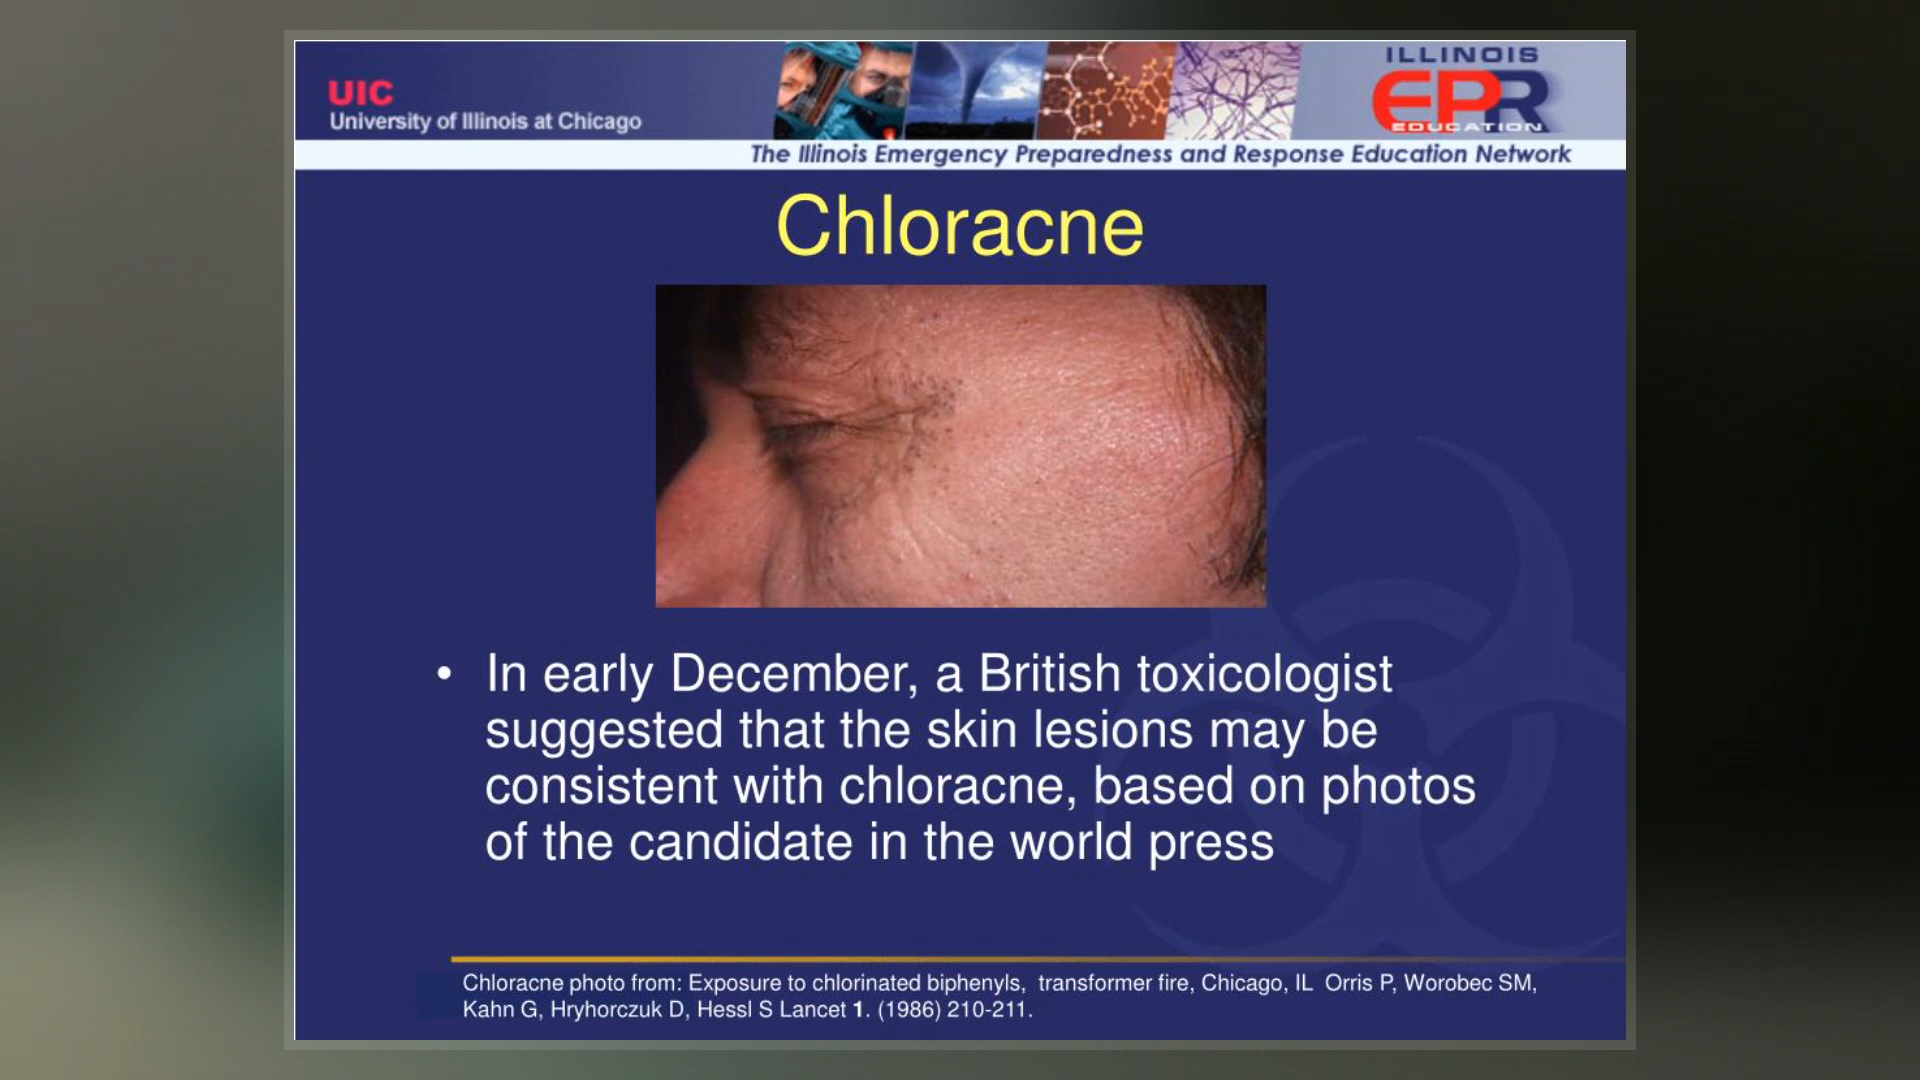 UIC
University of Illinois at Chicago
ILLINOIS
EPR
EDUCATION
The Illinois Emergency Preparedness and Response Education Network
Chloracne
• In early December, a British toxicologist
suggested that the skin lesions may be
consistent with chloracne, based on photos
of the candidate in the world press
Chloracne photo from: Exposure to chlorinated biphenyls, transformer fire, Chicago, IL Orris P, Worobec SM,
Kahn G, Hryhorczuk D, Hessl S Lancet 1. (1986) 210-211.